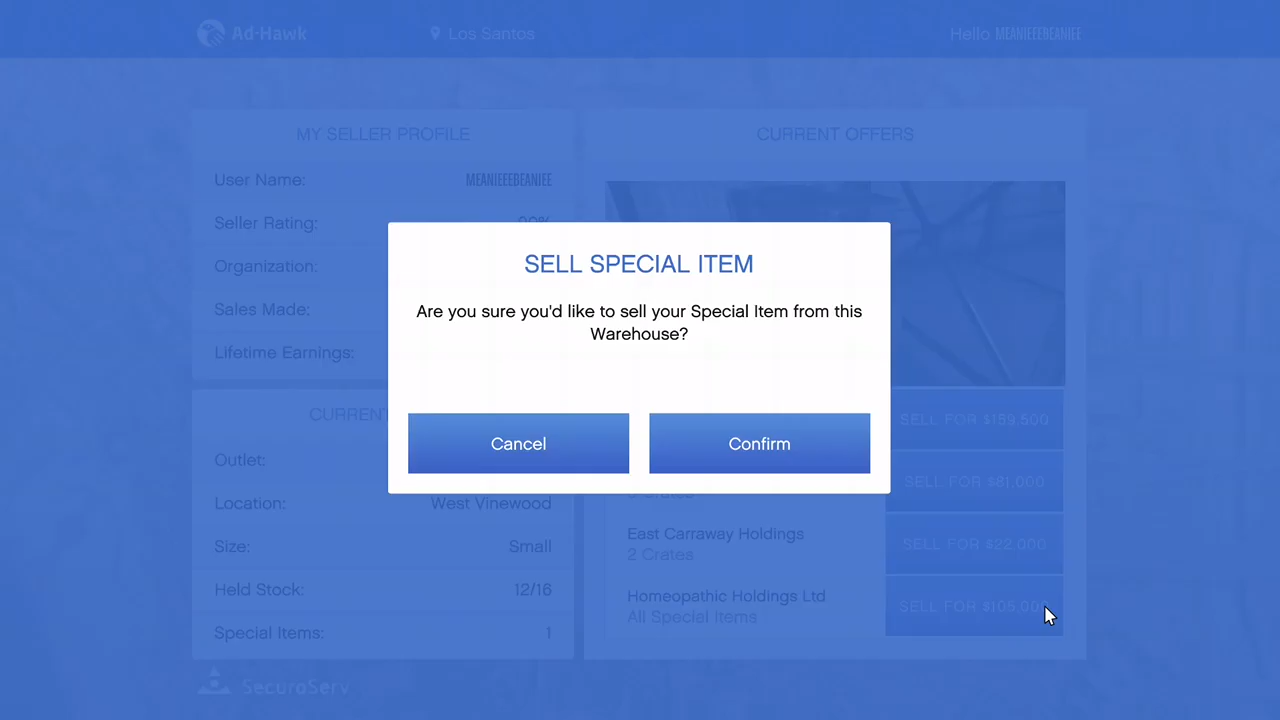 Ad-Hawk
Los Santos
Hello MEANIEEEBEANIEE
MY SELLER PROFILE
User Name: MEANIEEEBEANIEE
Seller Rating:
Organization:
Sales Made:
Lifetime Earnings:
CURRENT
Outlet:
Location: West Vinewood
Size: Small
Held Stock: 12/16
Special Items: 1
CURRENT OFFERS
SELL FOR $159,500
SELL FOR $81,000
East Carraway Holdings
2 Crates
SELL FOR $22,000
Homeopathic Holdings Ltd
All Special Items
SELL FOR $105,000
SELL SPECIAL ITEM
Are you sure you'd like to sell your Special Item from this
Warehouse?
Cancel
Confirm
SecuroServ